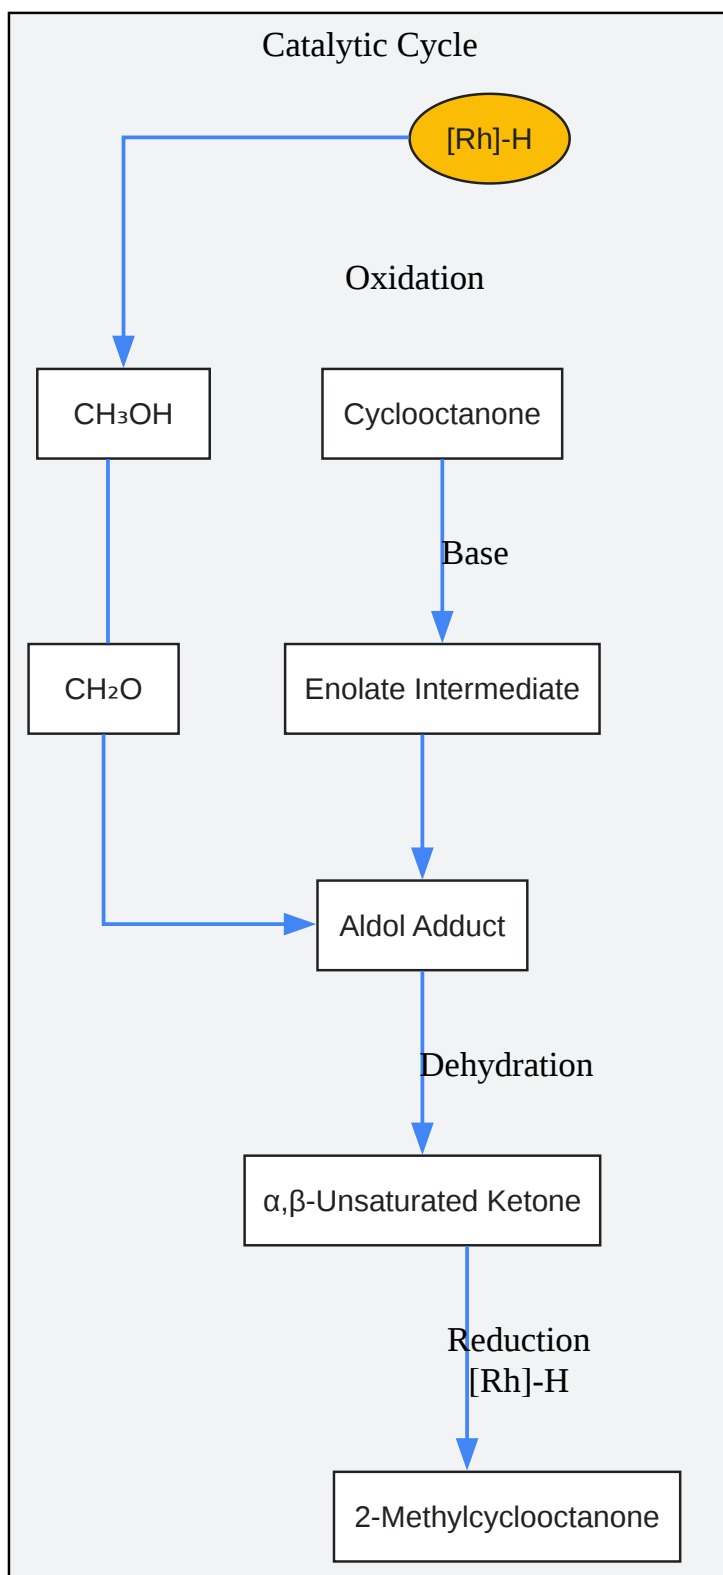 Catalytic Cycle
[Rh]-H
Oxidation
CH₃OH
Cyclooctanone
Base
CH₂O
Enolate Intermediate
Aldol Adduct
Dehydration
α,β-Unsaturated Ketone
Reduction
[Rh]-H
2-Methylcyclooctanone